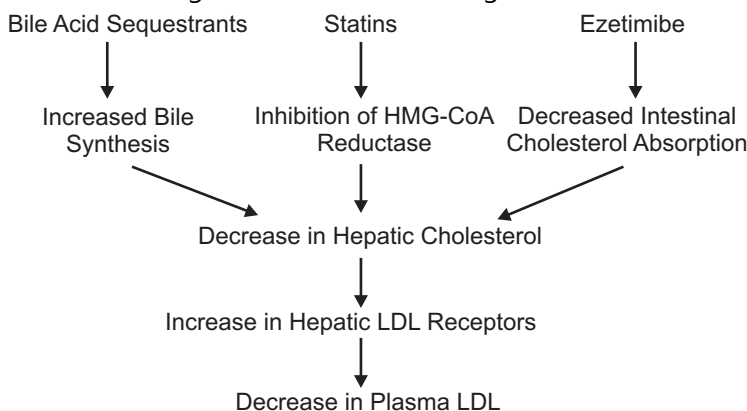 Bile Acid Sequestrants Statins Ezetimibe
Increased Bile Inhibition of HMG-CoA Decreased Intestinal
Synthesis Reductase Cholesterol Absorption
Decrease in Hepatic Cholesterol
Increase in Hepatic LDL Receptors
Decrease in Plasma LDL